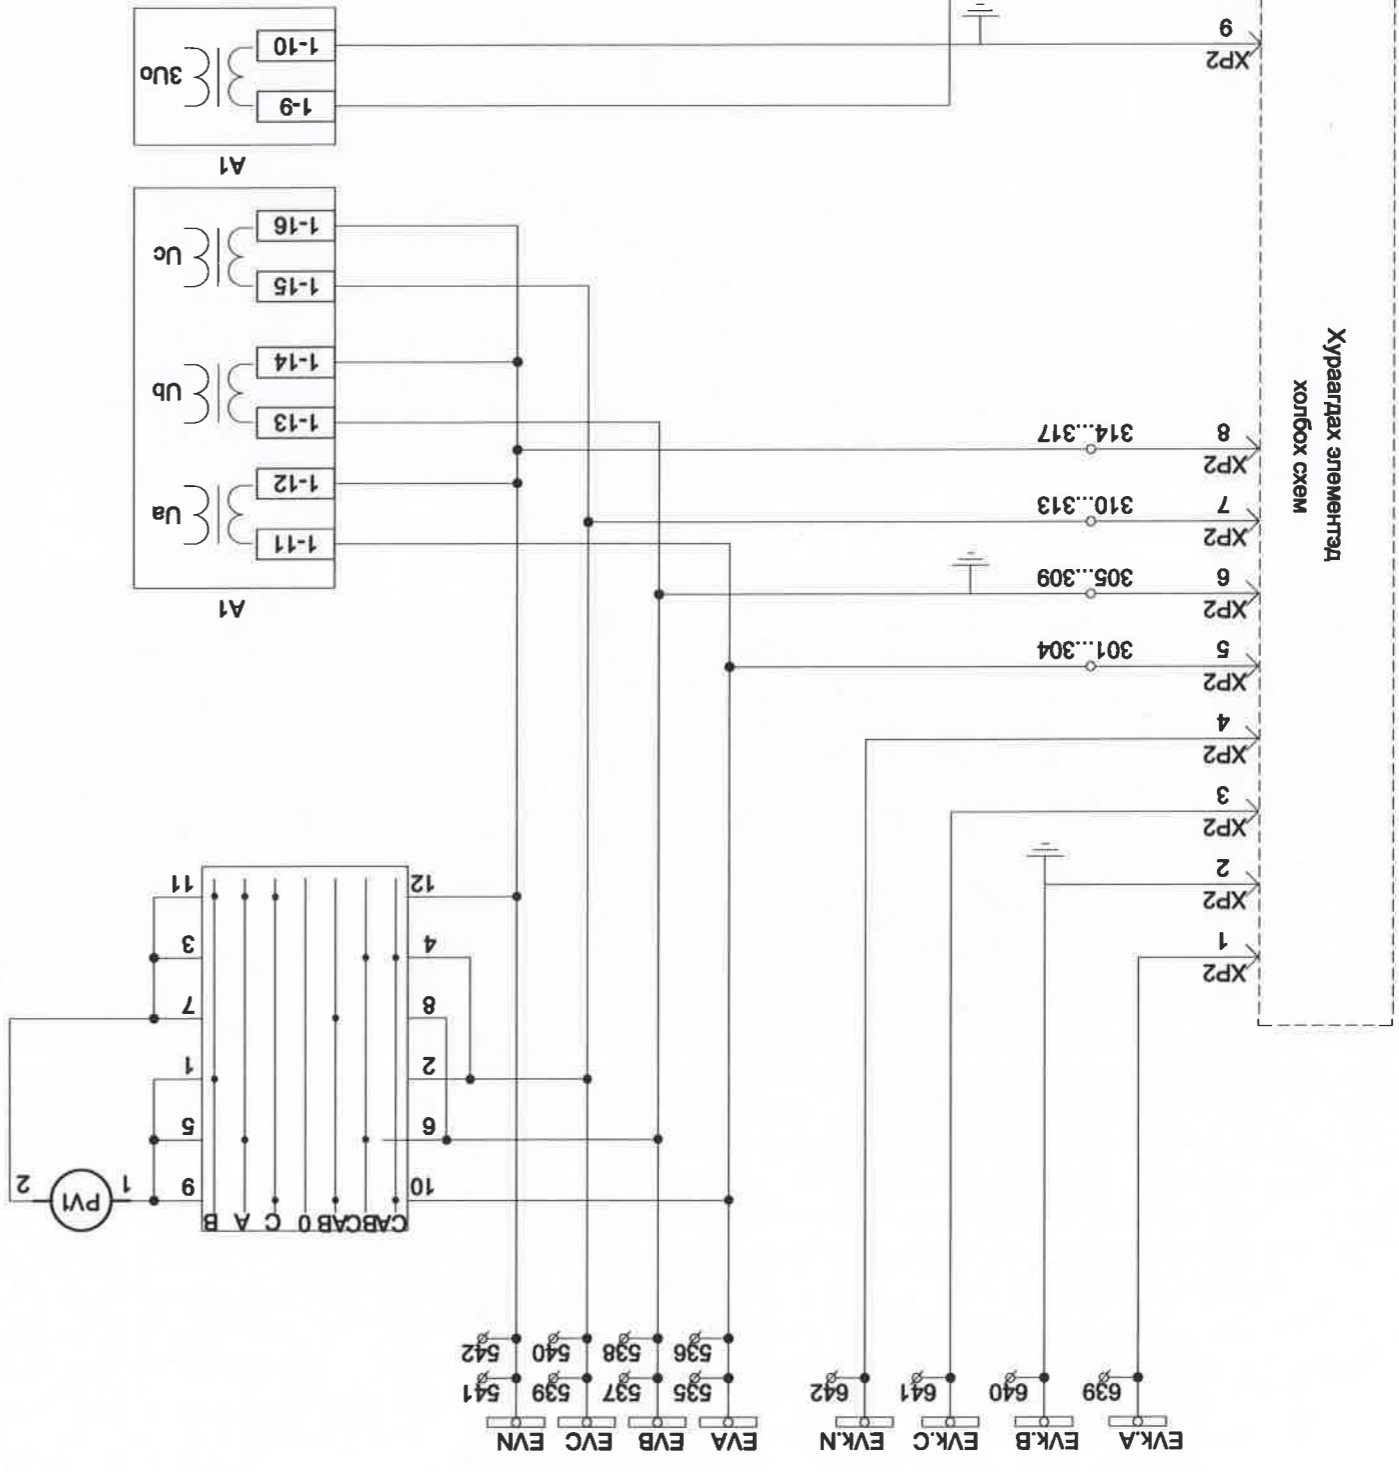 EVk.A EVk.B EVk.C EVk.N EVA EVB EVC EVN
639 640 641 642 535 537 539 541
536 538 540 542
CA BC AB 0 C A B
10 9 1 PV1 2
6 5
2 1
8 7
4 3
12 11
XP2
1
XP2
2
XP2
3
XP2
4
XP2
5 301...304
XP2
6 305...309
XP2
7 310...313
XP2
8 314...317
XP2
9
Хураагдах элементэд
холбох схем
A1
1-11
Ua
1-12
1-13
Ub
1-14
1-15
Uc
1-16
A1
1-9
3Uo
1-10